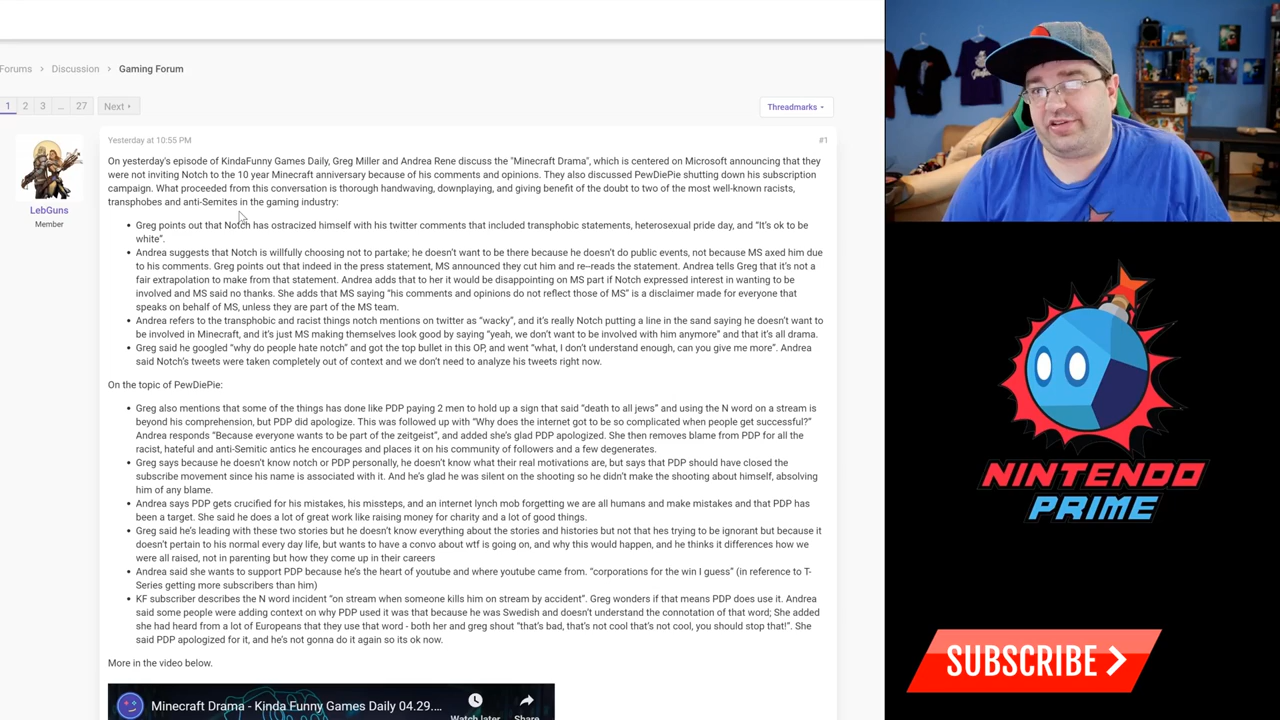 Forums > Discussion > Gaming Forum
1 2 3 ... 27 Next
Threadmarks
Yesterday at 10:55 PM #1
LebGuns
Member
On yesterday's episode of KindaFunny Games Daily, Greg Miller and Andrea Rene discuss the "Minecraft Drama", which is centered on Microsoft announcing that they
were not inviting Notch to the 10 year Minecraft anniversary because of his comments and opinions. They also discussed PewDiePie shutting down his subscription
campaign. What proceeded from this conversation is thorough handwaving, downplaying, and giving benefit of the doubt to two of the most well-known racists,
transphobes and anti-Semites in the gaming industry:
• Greg points out that Notch has ostracized himself with his twitter comments that included transphobic statements, heterosexual pride day, and “It’s ok to be
white”.
• Andrea suggests that Notch is willfully choosing not to partake; he doesn’t want to be there because he doesn’t do public events, not because MS axed him due
to his comments. Greg points out that indeed in the press statement, MS announced they cut him and re–reads the statement. Andrea tells Greg that it’s not a
fair extrapolation to make from that statement. Andrea adds that to her it would be disappointing on MS part if Notch expressed interest in wanting to be
involved and MS said no thanks. She adds that MS saying “his comments and opinions do not reflect those of MS” is a disclaimer made for everyone that
speaks on behalf of MS, unless they are part of the MS team.
• Andrea refers to the transphobic and racist things notch mentions on twitter as “wacky”, and it’s really Notch putting a line in the sand saying he doesn’t want to
be involved in Minecraft, and it’s just MS making themselves look good by saying “yeah, we don’t want to be involved with him anymore” and that it’s all drama.
• Greg said he googled “why do people hate notch” and got the top bullet in this OP, and went “what, I don’t understand enough, can you give me more”. Andrea
said Notch’s tweets were taken completely out of context and we don’t need to analyze his tweets right now.
On the topic of PewDiePie:
• Greg also mentions that some of the things has done like PDP paying 2 men to hold up a sign that said “death to all jews” and using the N word on a stream is
beyond his comprehension, but PDP did apologize. This was followed up with “Why does the internet got to be so complicated when people get successful?”
Andrea responds “Because everyone wants to be part of the zeitgeist”, and added she’s glad PDP apologized. She then removes blame from PDP for all the
racist, hateful and anti-Semitic antics he encourages and places it on his community of followers and a few degenerates.
• Greg says because he doesn’t know notch or PDP personally, he doesn’t know what their real motivations are, but says that PDP should have closed the
subscribe movement since his name is associated with it. And he’s glad he was silent on the shooting so he didn’t make the shooting about himself, absolving
him of any blame.
• Andrea says PDP gets crucified for his mistakes, his missteps, and an internet lynch mob forgetting we are all humans and make mistakes and that PDP has
been a target. She said he does a lot of great work like raising money for charity and a lot of good things.
• Greg said he’s leading with these two stories but he doesn’t know everything about the stories and histories but not that hes trying to be ignorant but because it
doesn’t pertain to his normal every day life, but wants to have a convo about wtf is going on, and why this would happen, and he thinks it differences how we
were all raised, not in parenting but how they come up in their careers
• Andrea said she wants to support PDP because he’s the heart of youtube and where youtube came from. “corporations for the win I guess” (in reference to T-
Series getting more subscribers than him)
• KF subscriber describes the N word incident “on stream when someone kills him on stream by accident”. Greg wonders if that means PDP does use it. Andrea
said some people were adding context on why PDP used it was that because he was Swedish and doesn’t understand the connotation of that word; She added
she had heard from a lot of Europeans that they use that word - both her and greg shout “that’s bad, that’s not cool that’s not cool, you should stop that!”. She
said PDP apologized for it, and he’s not gonna do it again so its ok now.
More in the video below.
Minecraft Drama - Kinda Funny Games Daily 04.29....
Watch later Share
NINTENDO
PRIME
SUBSCRIBE